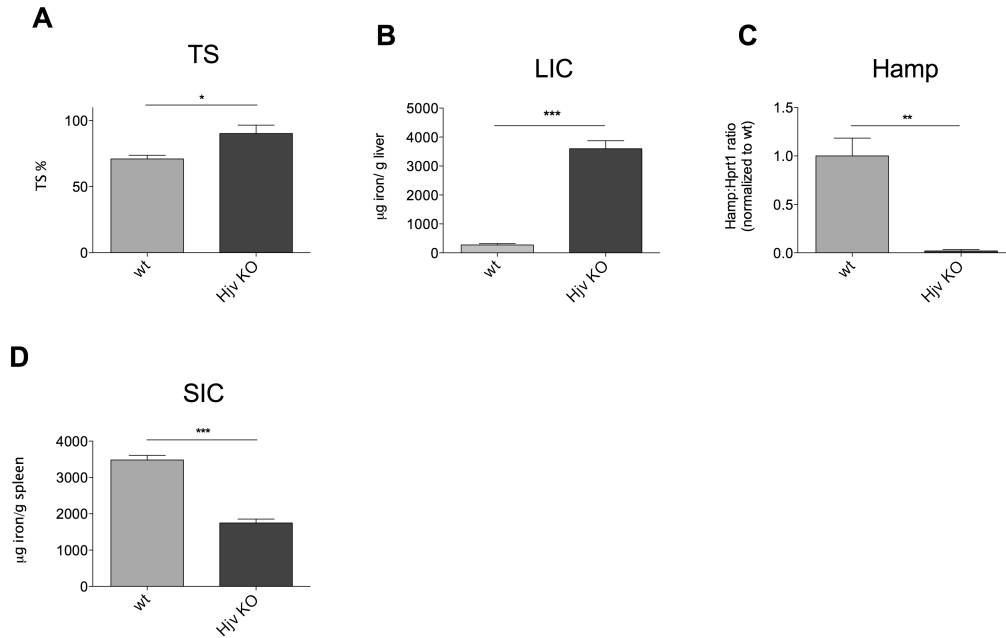 A
TS
*
TS %
100
50
0
wt
Hjv KO
B
LIC
***
µg iron/ g liver
5000
4000
3000
2000
1000
0
wt
Hjv KO
C
Hamp
**
Hamp:Hprt1 ratio
(normalized to wt)
1.5
1.0
0.5
0.0
wt
Hjv KO
D
SIC
***
µg iron/g spleen
4000
3000
2000
1000
0
wt
Hjv KO